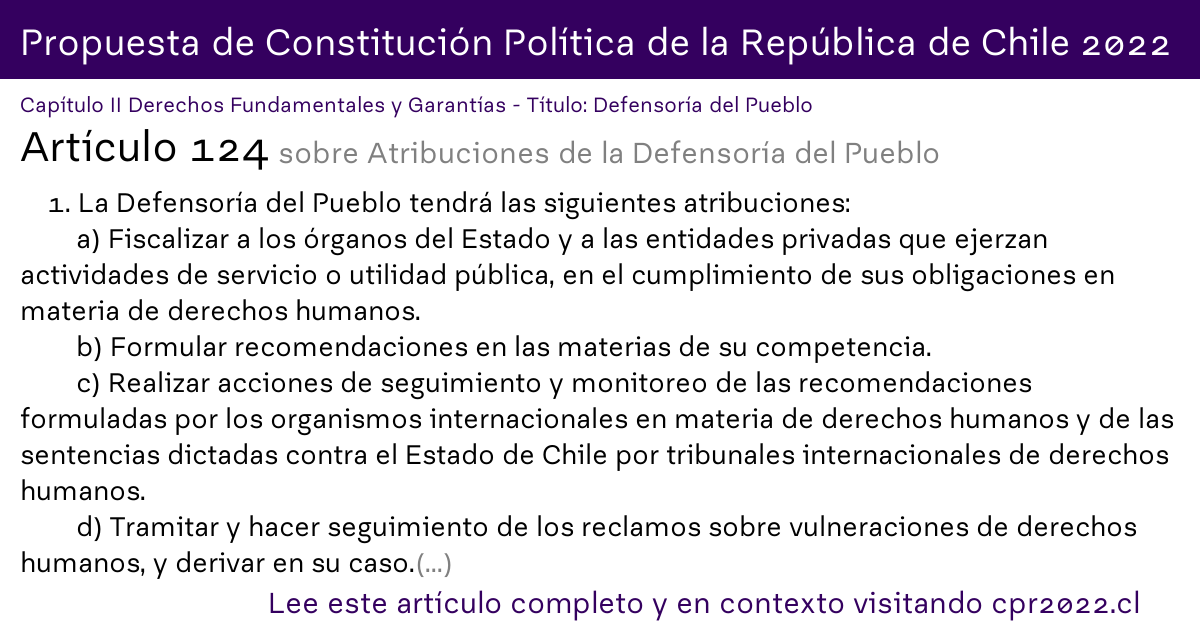 Propuesta de Constitución Política de la República de Chile 2022
Capítulo II Derechos Fundamentales y Garantías - Título: Defensoría del Pueblo
Artículo 124 sobre Atribuciones de la Defensoría del Pueblo
1. La Defensoría del Pueblo tendrá las siguientes atribuciones:
a) Fiscalizar a los órganos del Estado y a las entidades privadas que ejerzan
actividades de servicio o utilidad pública, en el cumplimiento de sus obligaciones en
materia de derechos humanos.
b) Formular recomendaciones en las materias de su competencia.
c) Realizar acciones de seguimiento y monitoreo de las recomendaciones
formuladas por los organismos internacionales en materia de derechos humanos y de las
sentencias dictadas contra el Estado de Chile por tribunales internacionales de derechos
humanos.
d) Tramitar y hacer seguimiento de los reclamos sobre vulneraciones de derechos
humanos, y derivar en su caso.(...)
Lee este artículo completo y en contexto visitando cpr2022.cl